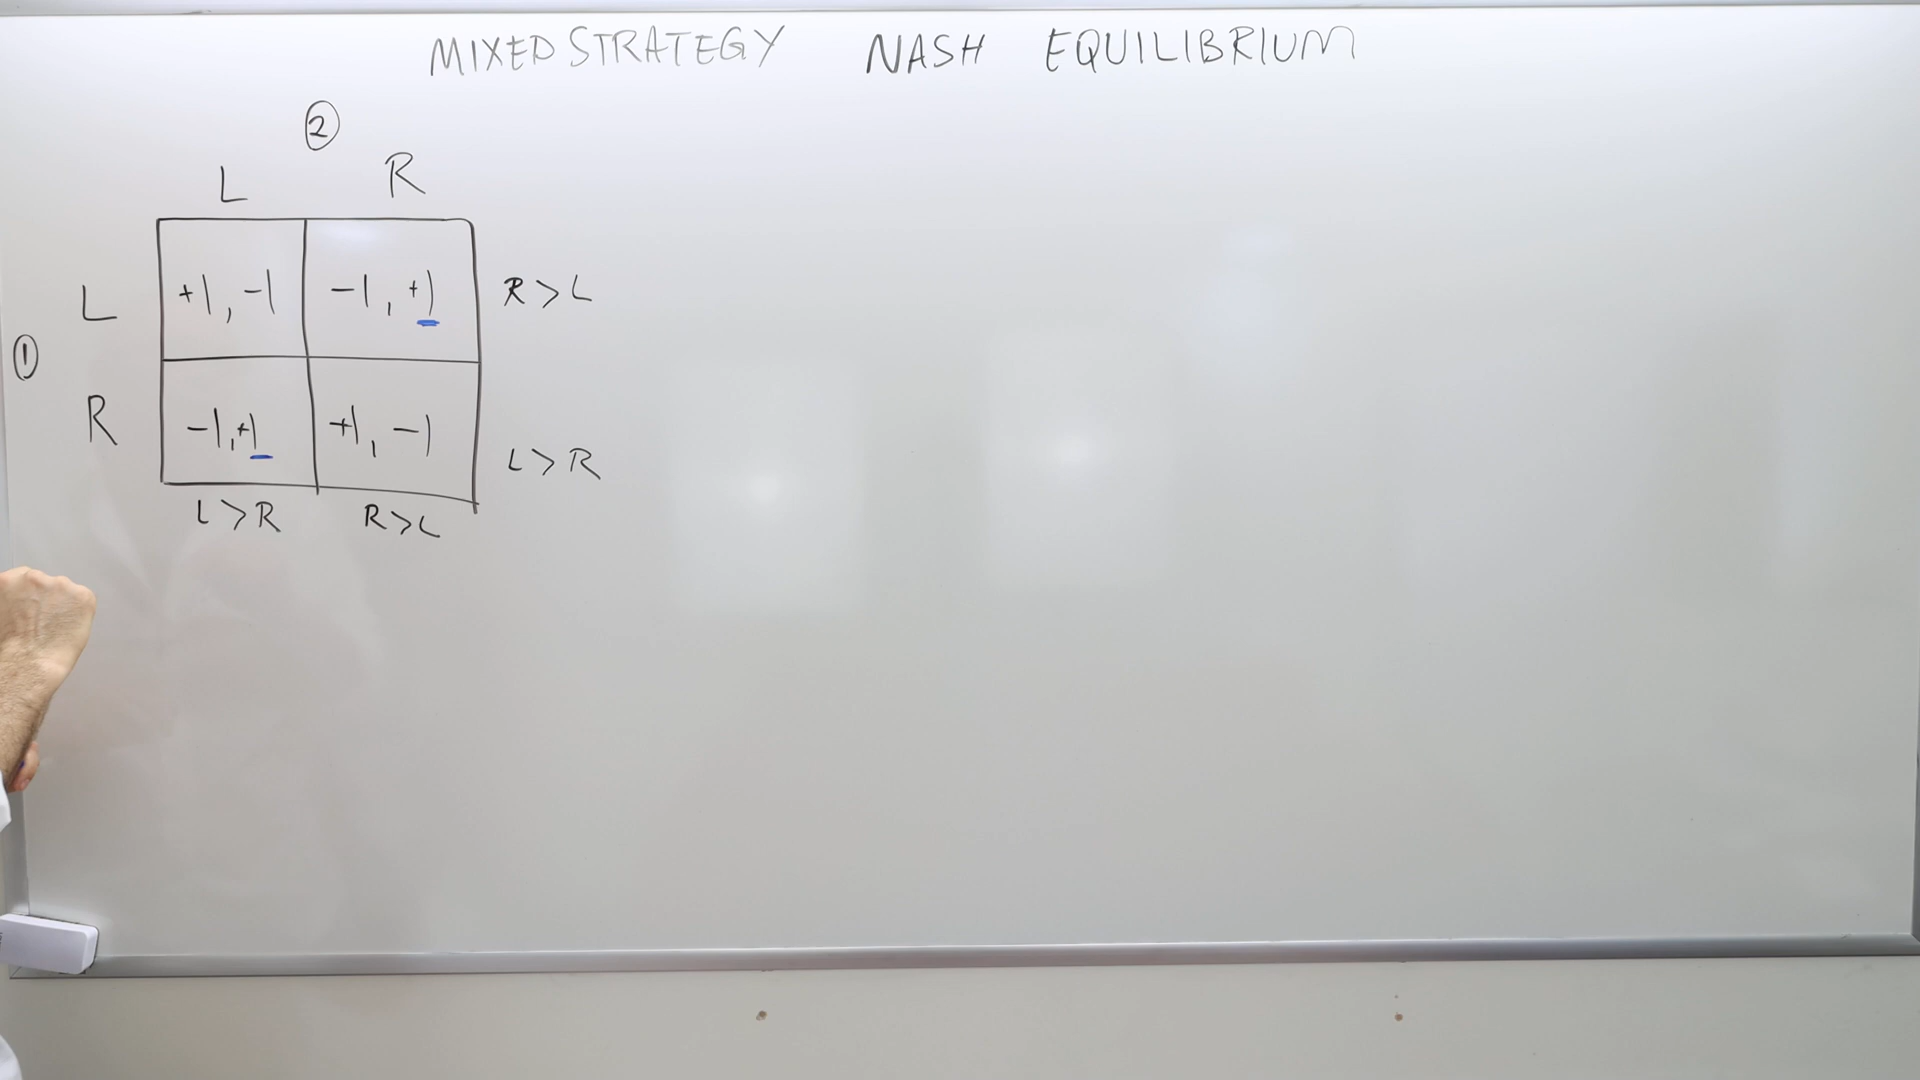 MIXED STRATEGY NASH EQUILIBRIUM
2
L R
L +1, -1 -1, +1 R > L
1
R -1, +1 +1, -1 L > R
L > R R > L